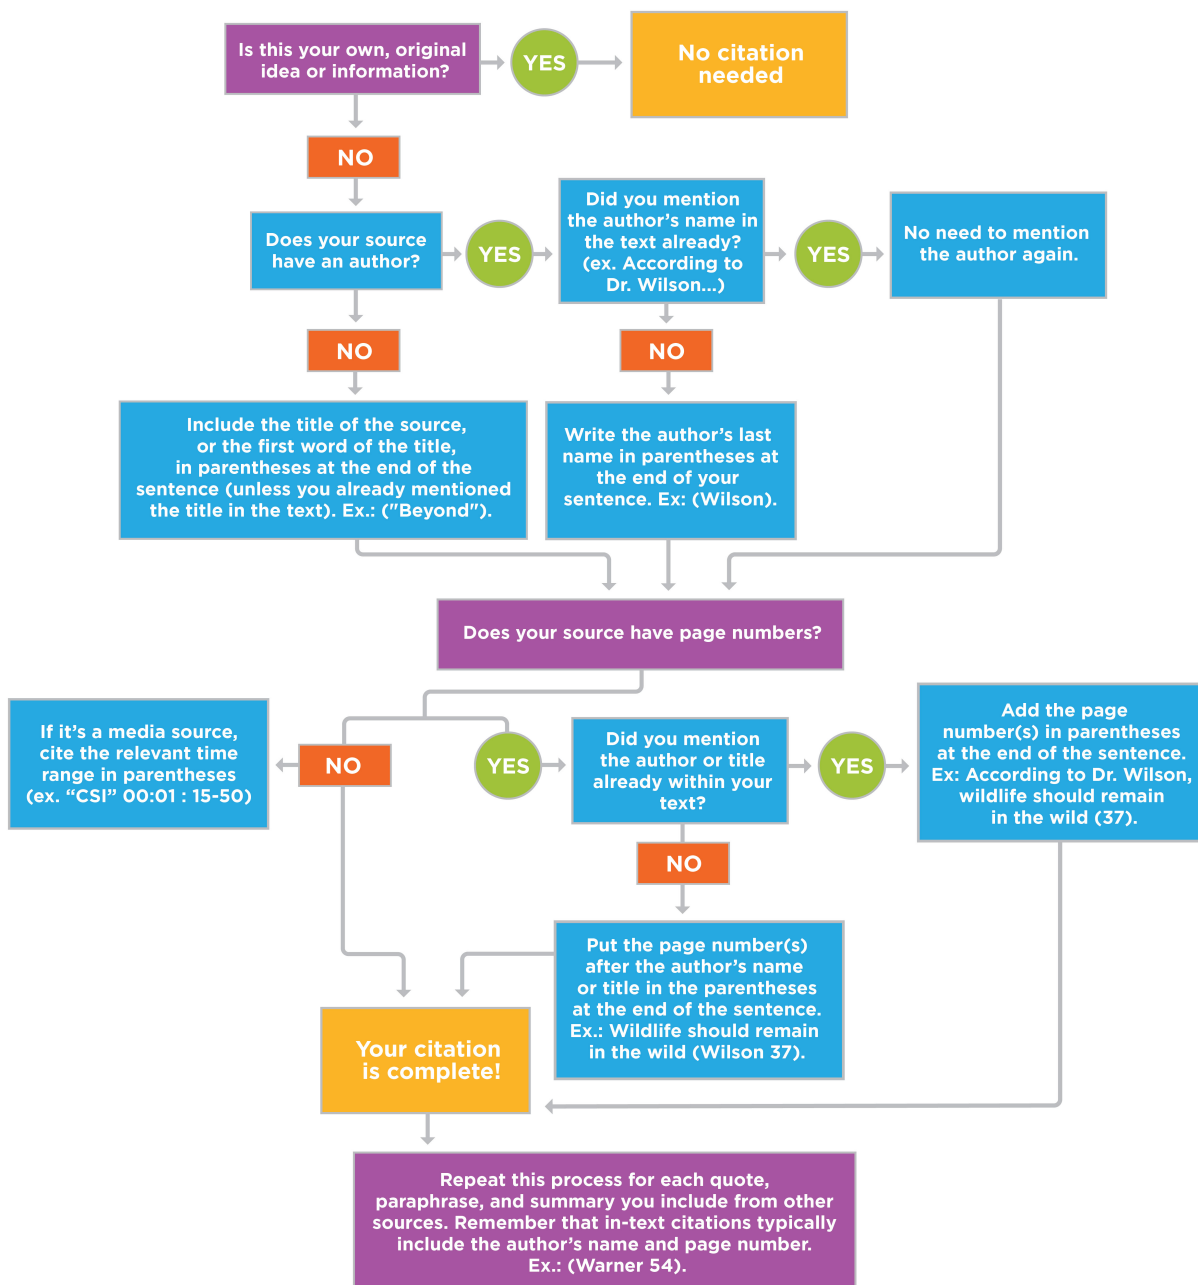 Is this your own, original
idea or information?
YES
No citation
needed
NO
Does your source
have an author?
YES
Did you mention
the author’s name in
the text already?
(ex. According to
Dr. Wilson...)
YES
No need to mention
the author again.
NO
NO
Include the title of the source,
or the first word of the title,
in parentheses at the end of the
sentence (unless you already mentioned
the title in the text). Ex.: ("Beyond").
Write the author’s last
name in parentheses at
the end of your
sentence. Ex: (Wilson).
Does your source have page numbers?
If it’s a media source,
cite the relevant time
range in parentheses
(ex. “CSI” 00:01 : 15-50)
NO
YES
Did you mention
the author or title
already within your
text?
YES
Add the page
number(s) in parentheses
at the end of the sentence.
Ex: According to Dr. Wilson,
wildlife should remain
in the wild (37).
NO
Put the page number(s)
after the author’s name
or title in the parentheses
at the end of the sentence.
Ex.: Wildlife should remain
in the wild (Wilson 37).
Your citation
is complete!
Repeat this process for each quote,
paraphrase, and summary you include from other
sources. Remember that in-text citations typically
include the author’s name and page number.
Ex.: (Warner 54).